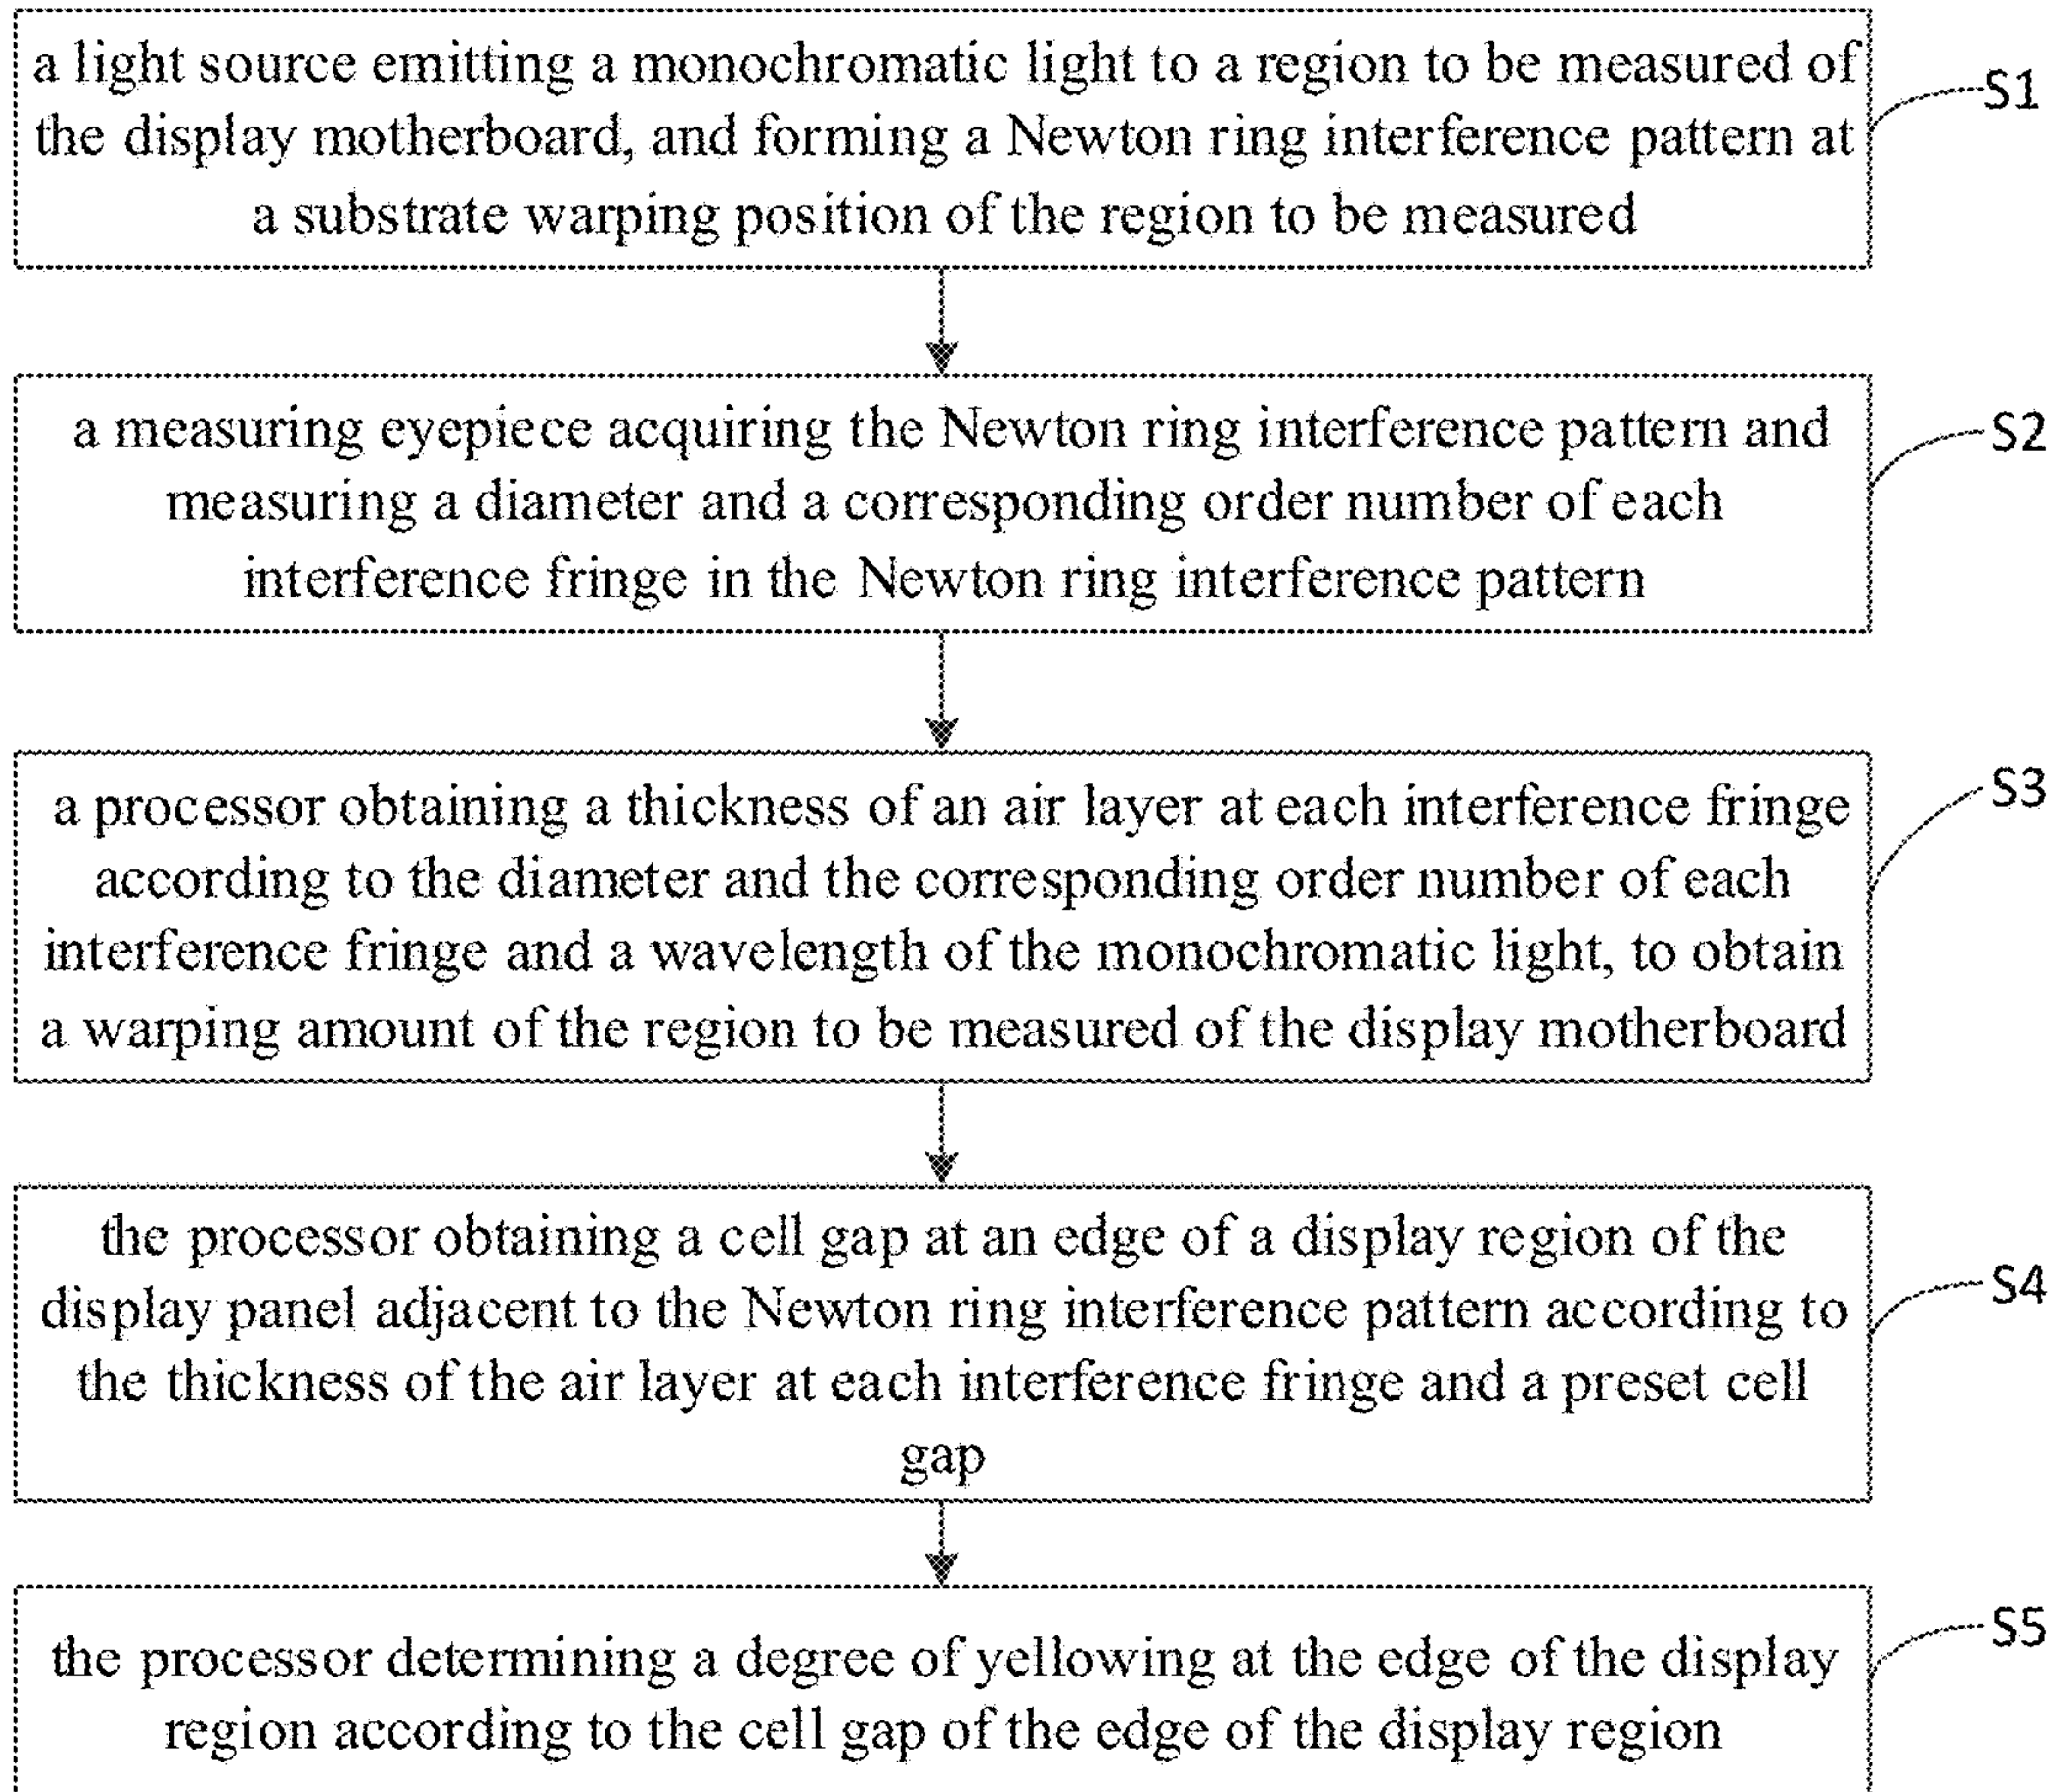 a light source emitting a monochromatic light to a region to be measured of
the display motherboard, and forming a Newton ring interference pattern at
a substrate warping position of the region to be measured
S1
a measuring eyepiece acquiring the Newton ring interference pattern and
measuring a diameter and a corresponding order number of each
interference fringe in the Newton ring interference pattern
S2
a processor obtaining a thickness of an air layer at each interference fringe
according to the diameter and the corresponding order number of each
interference fringe and a wavelength of the monochromatic light, to obtain
a warping amount of the region to be measured of the display motherboard
S3
the processor obtaining a cell gap at an edge of a display region of the
display panel adjacent to the Newton ring interference pattern according to
the thickness of the air layer at each interference fringe and a preset cell
gap
S4
the processor determining a degree of yellowing at the edge of the display
region according to the cell gap of the edge of the display region
S5